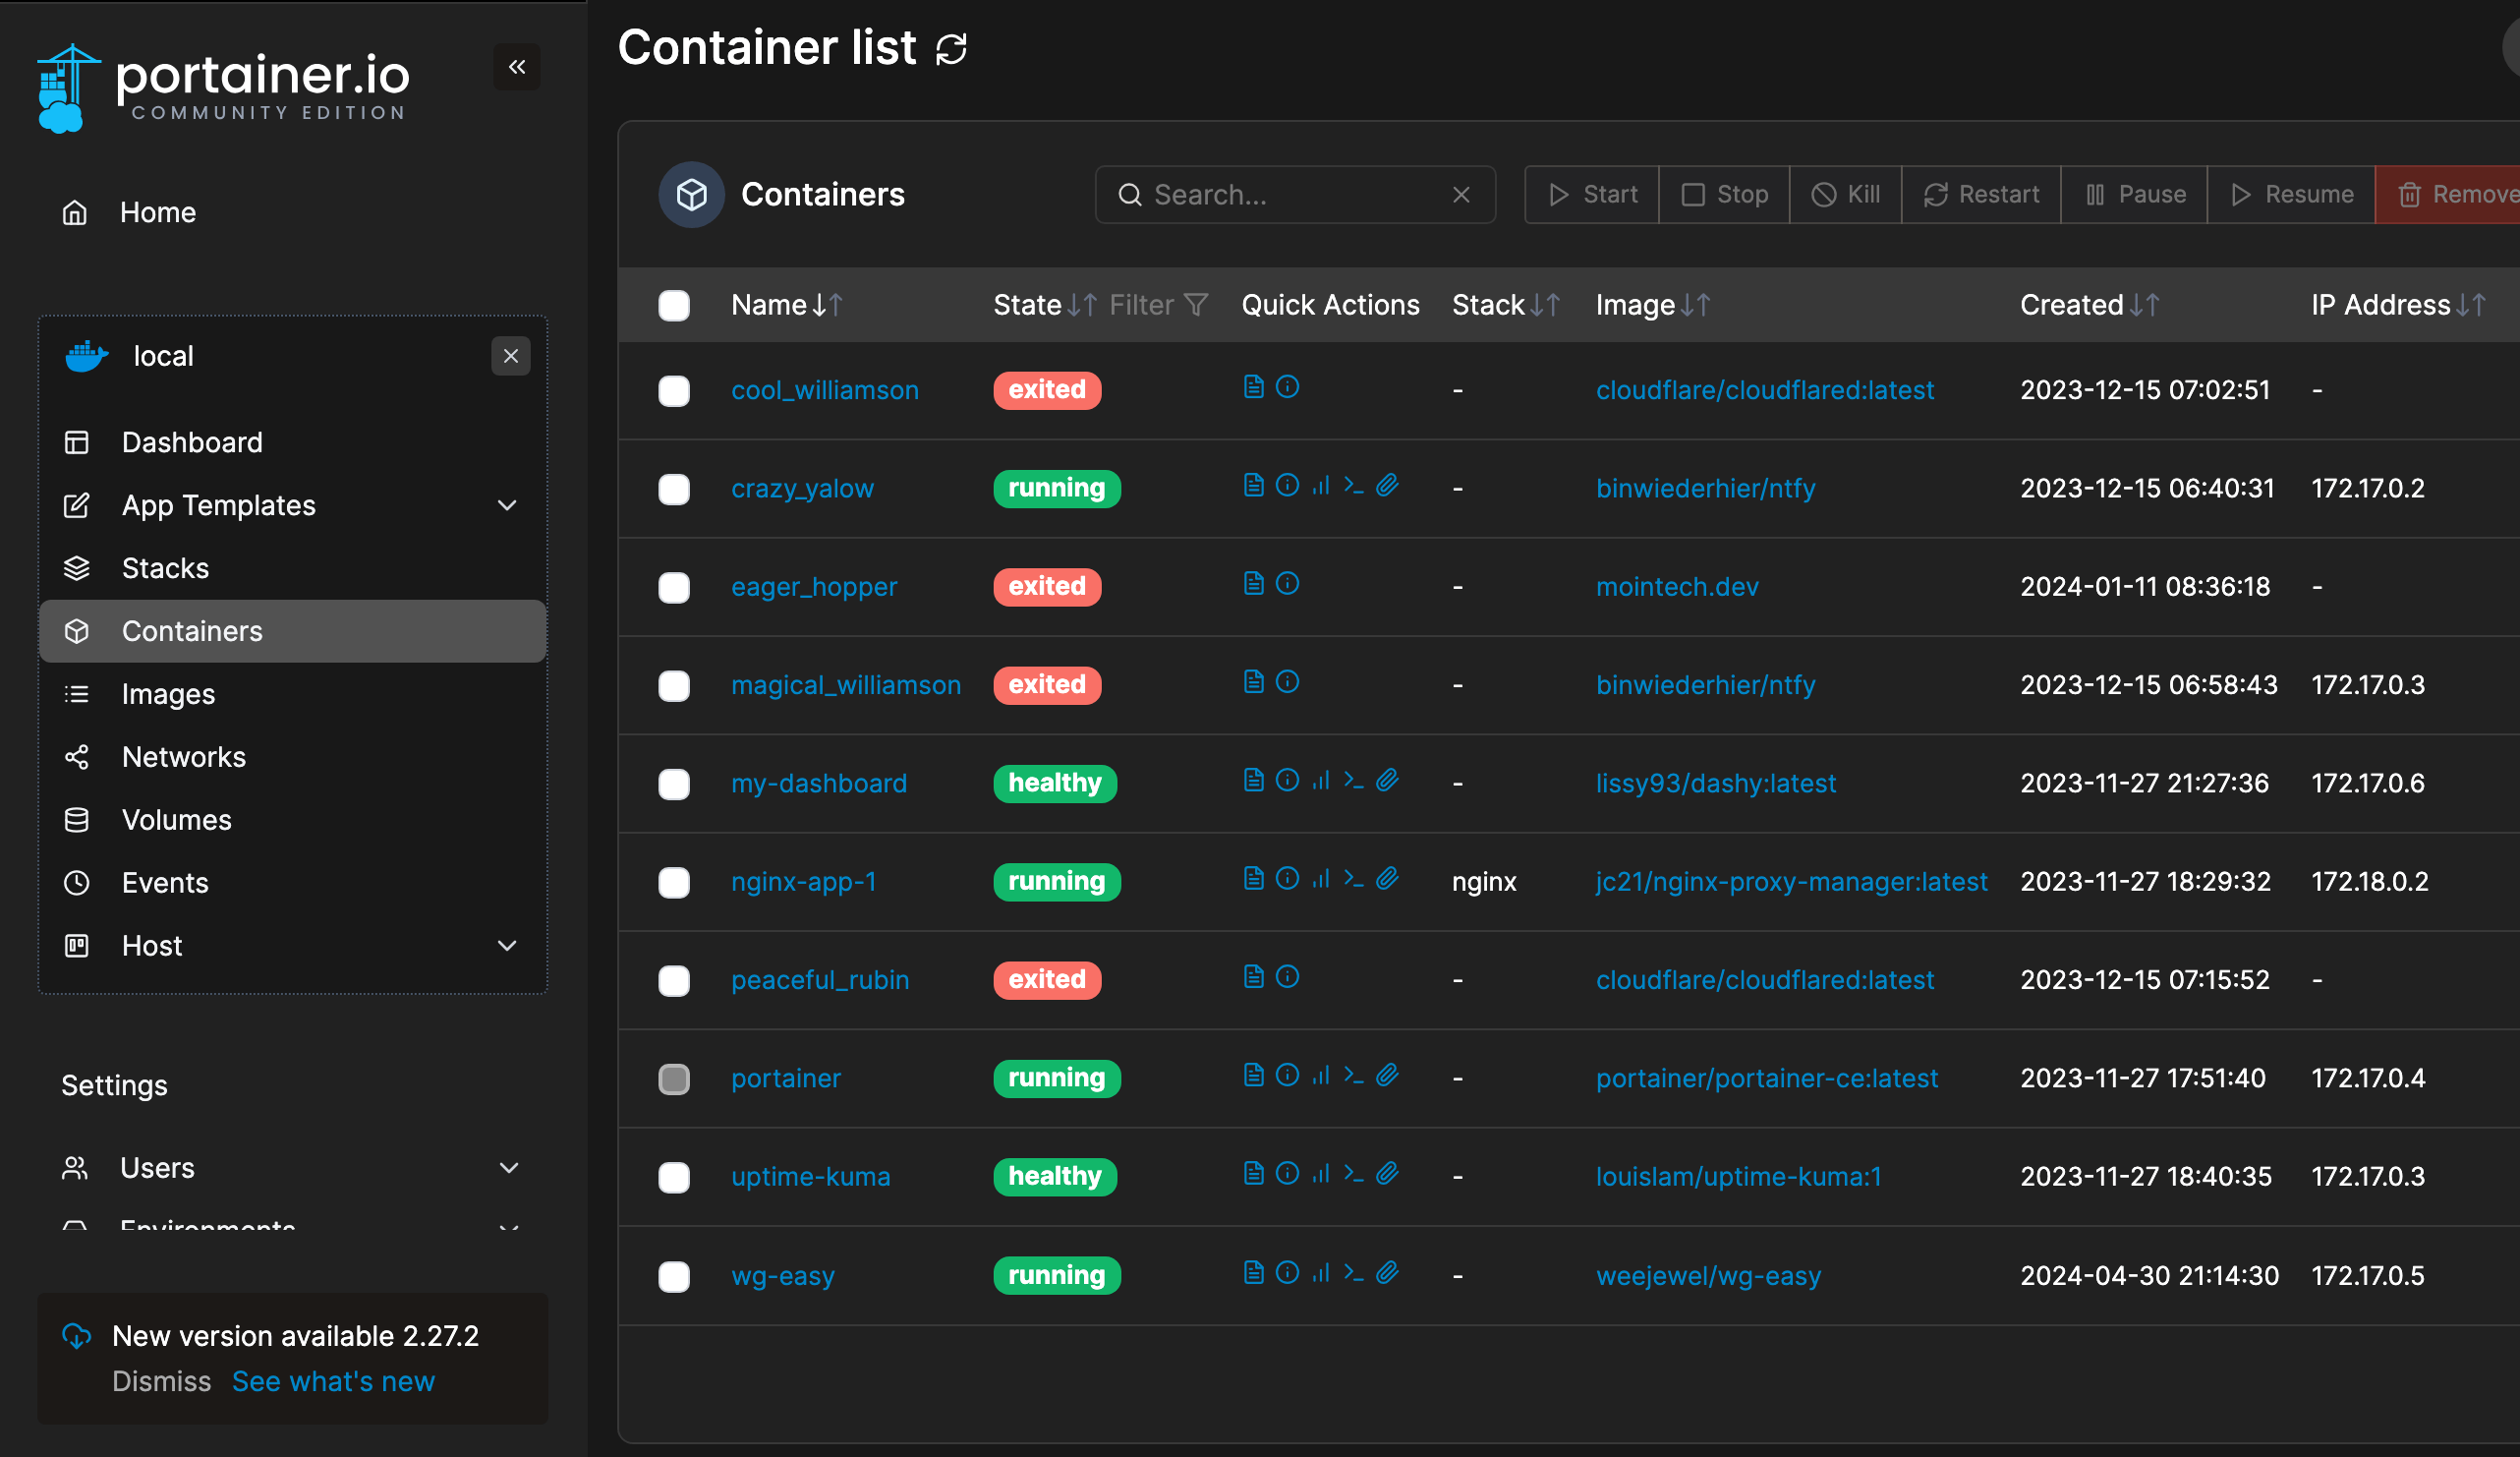 portainer.io
COMMUNITY EDITION
Home
local
Dashboard
App Templates
Stacks
Containers
Images
Networks
Volumes
Events
Host
Settings
Users
Environments
New version available 2.27.2
Dismiss See what's new
Container list
Containers
Search...
Start Stop Kill Restart Pause Resume Remove
Name State Filter Quick Actions Stack Image Created IP Address
cool_williamson exited - cloudflare/cloudflared:latest 2023-12-15 07:02:51 -
crazy_yalow running - binwiederhier/ntfy 2023-12-15 06:40:31 172.17.0.2
eager_hopper exited - mointech.dev 2024-01-11 08:36:18 -
magical_williamson exited - binwiederhier/ntfy 2023-12-15 06:58:43 172.17.0.3
my-dashboard healthy - lissy93/dashy:latest 2023-11-27 21:27:36 172.17.0.6
nginx-app-1 running nginx jc21/nginx-proxy-manager:latest 2023-11-27 18:29:32 172.18.0.2
peaceful_rubin exited - cloudflare/cloudflared:latest 2023-12-15 07:15:52 -
portainer running - portainer/portainer-ce:latest 2023-11-27 17:51:40 172.17.0.4
uptime-kuma healthy - louislam/uptime-kuma:1 2023-11-27 18:40:35 172.17.0.3
wg-easy running - weejewel/wg-easy 2024-04-30 21:14:30 172.17.0.5